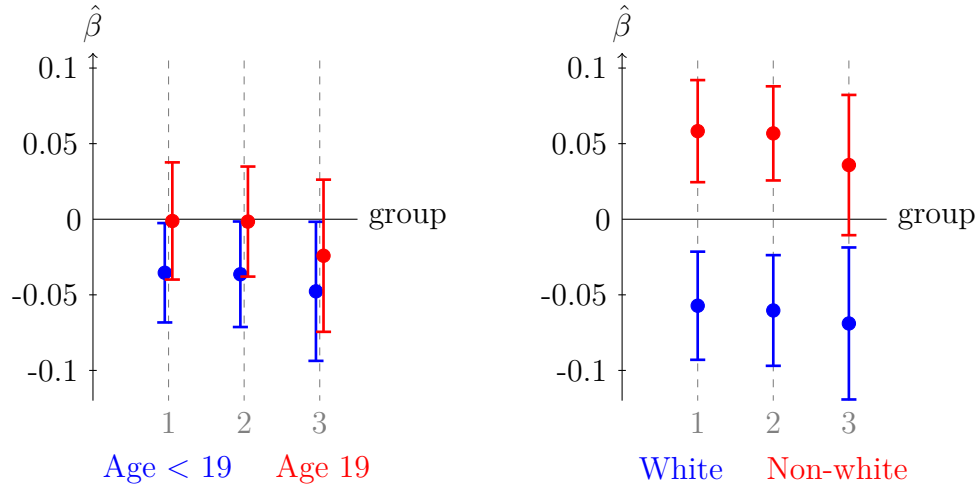 β̂
0.1
0.05
0
-0.05
-0.1
group
1 2 3
Age < 19 Age 19
β̂
0.1
0.05
0
-0.05
-0.1
group
1 2 3
White Non-white